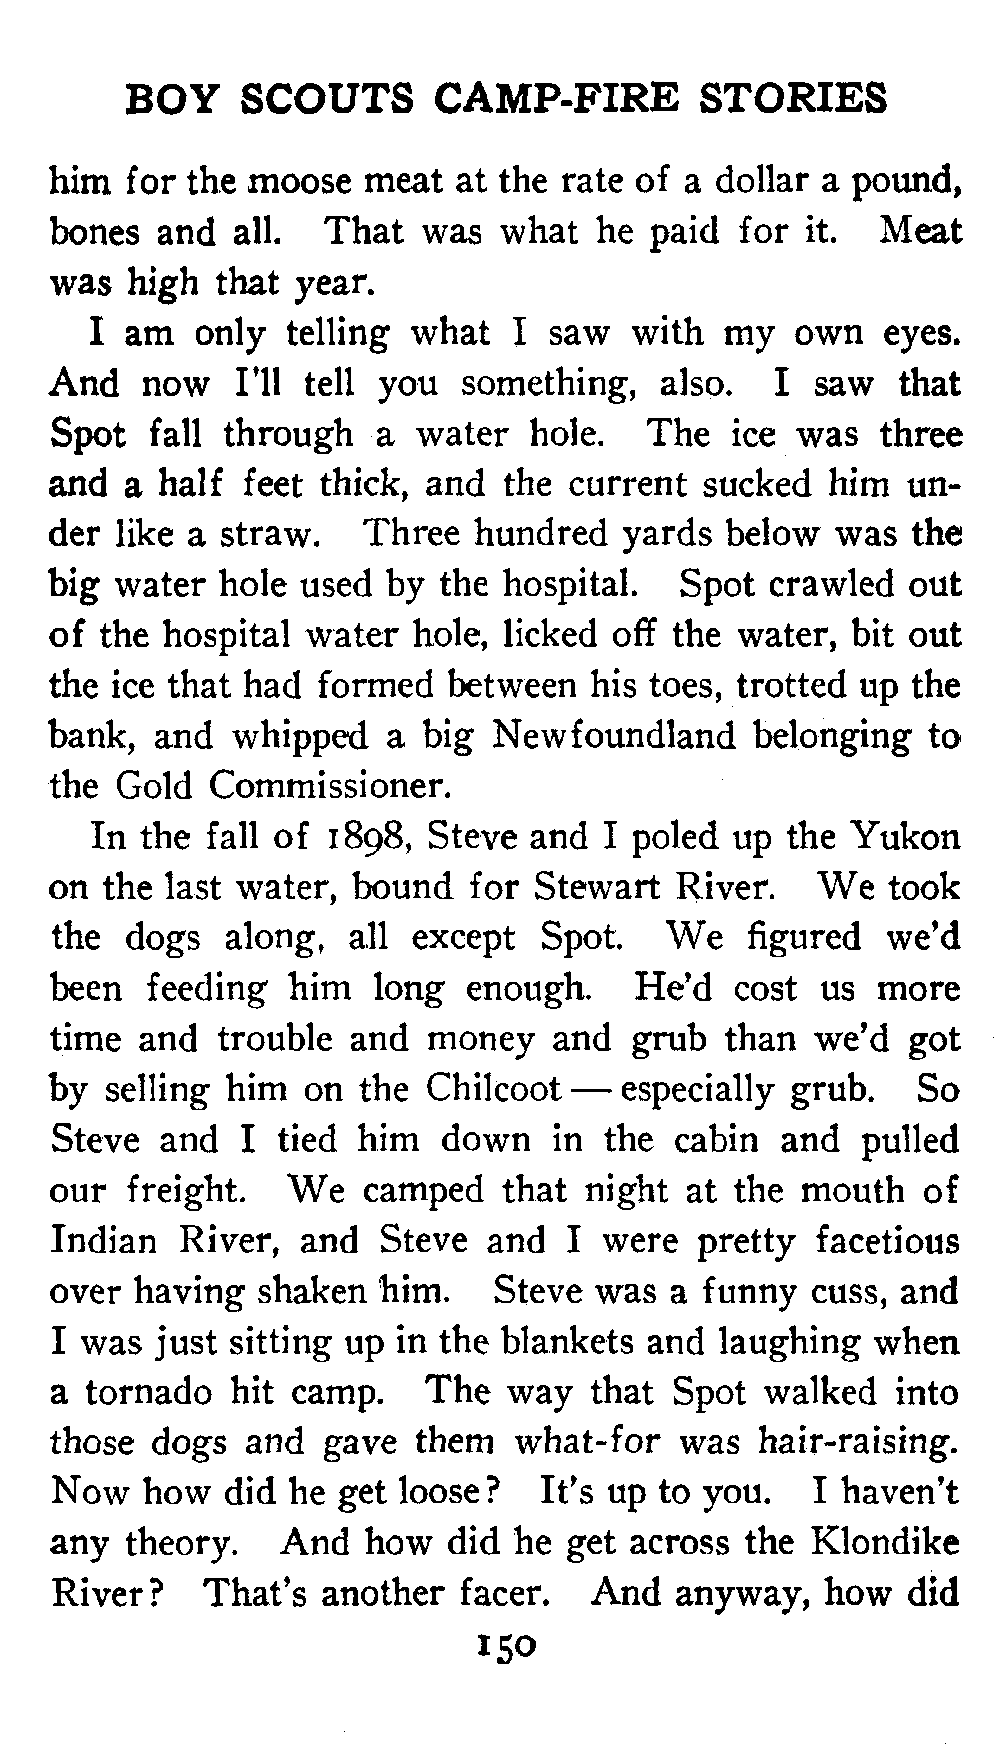 BOY SCOUTS CAMP-FIRE STORIES
him for the moose meat at the rate of a dollar a pound,
bones and all. That was what he paid for it. Meat
was high that year.
I am only telling what I saw with my own eyes.
And now I'll tell you something, also. I saw that
Spot fall through a water hole. The ice was three
and a half feet thick, and the current sucked him un-
der like a straw. Three hundred yards below was the
big water hole used by the hospital. Spot crawled out
of the hospital water hole, licked off the water, bit out
the ice that had formed between his toes, trotted up the
bank, and whipped a big Newfoundland belonging to
the Gold Commissioner.
In the fall of 1898, Steve and I poled up the Yukon
on the last water, bound for Stewart River. We took
the dogs along, all except Spot. We figured we'd
been feeding him long enough. He'd cost us more
time and trouble and money and grub than we'd got
by selling him on the Chilcoot — especially grub. So
Steve and I tied him down in the cabin and pulled
our freight. We camped that night at the mouth of
Indian River, and Steve and I were pretty facetious
over having shaken him. Steve was a funny cuss, and
I was just sitting up in the blankets and laughing when
a tornado hit camp. The way that Spot walked into
those dogs and gave them what-for was hair-raising.
Now how did he get loose? It's up to you. I haven't
any theory. And how did he get across the Klondike
River? That's another facer. And anyway, how did
150